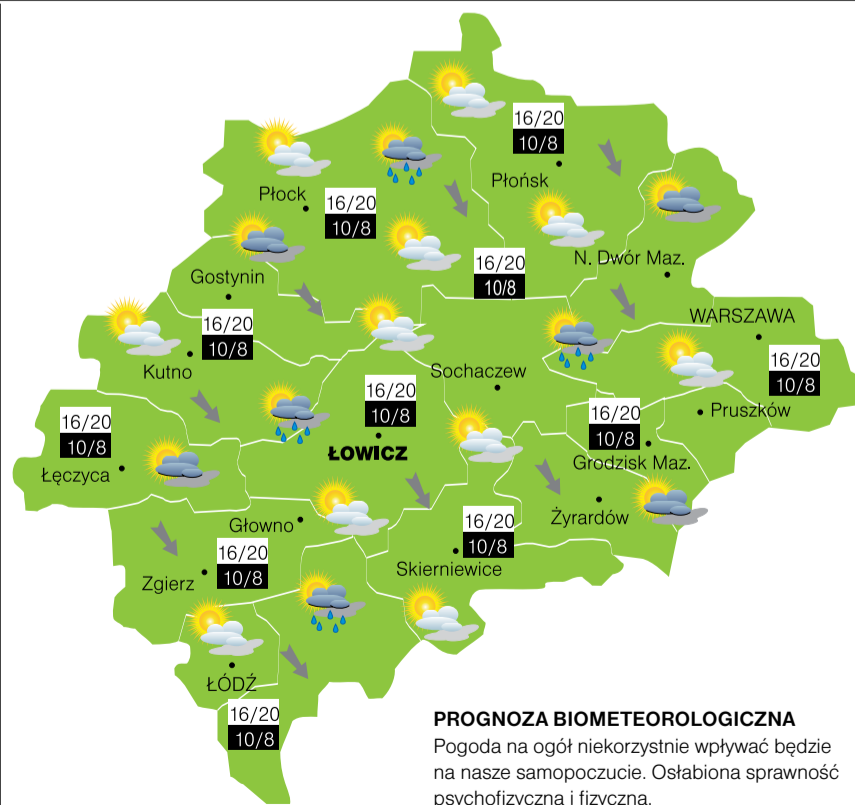 16/20
10/8
Płońsk
Płock
16/20
10/8
N. Dwór Maz.
16/20
10/8
Gostynin
WARSZAWA
16/20
10/8
Kutno
16/20
10/8
Sochaczew
16/20
10/8
ŁOWICZ
16/20
10/8
Pruszków
Grodzisk Maz.
16/20
10/8
Łęczyca
Żyrardów
Głowno
16/20
10/8
Skierniewice
16/20
10/8
Zgierz
ŁÓDŹ
16/20
10/8
PROGNOZA BIOMETEOROLOGICZNA
Pogoda na ogół niekorzystnie wpływać będzie
na nasze samopoczucie. Osłabiona sprawność
psychofizyczna i fizyczna.